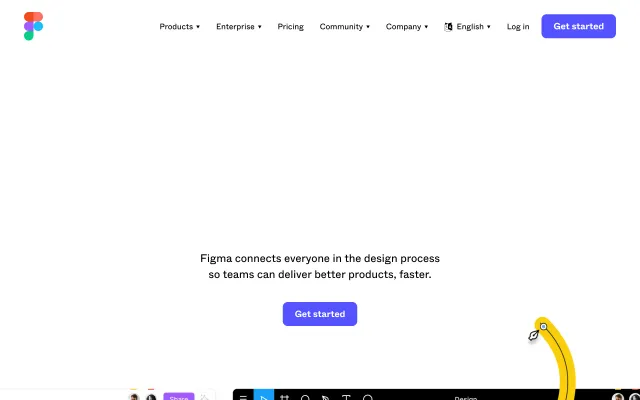 Products
Enterprise
Pricing
Community
Company
English
Log in
Get started
Figma connects everyone in the design process
so teams can deliver better products, faster.
Get started
Share
Design